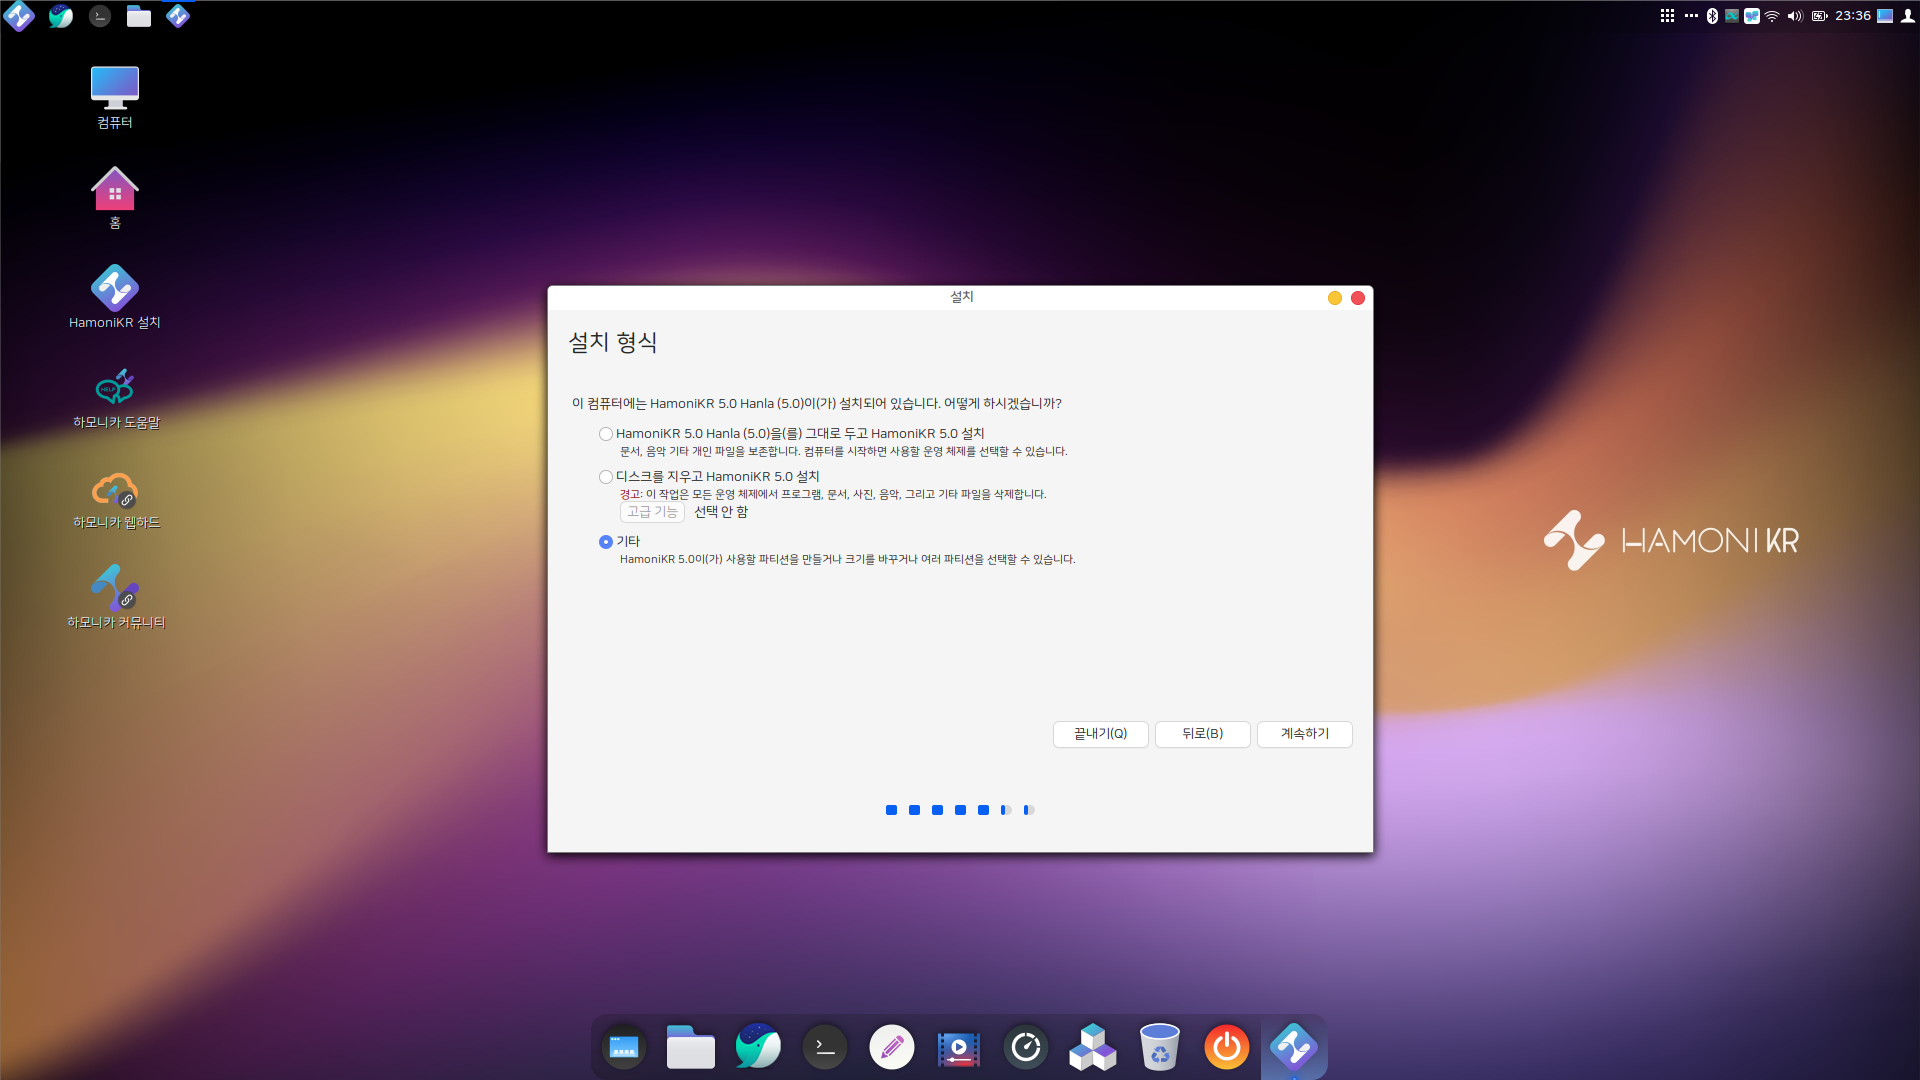 23:36
컴퓨터
홈
HamoniKR 설치
HELP
하모니카 도움말
하모니카 웹하드
하모니카 커뮤니티
설치
설치 형식
이 컴퓨터에는 HamoniKR 5.0 Hanla (5.0)이(가) 설치되어 있습니다. 어떻게 하시겠습니까?
HamoniKR 5.0 Hanla (5.0)을(를) 그대로 두고 HamoniKR 5.0 설치
문서, 음악 기타 개인 파일을 보존합니다. 컴퓨터를 시작하면 사용할 운영 체제를 선택할 수 있습니다.
디스크를 지우고 HamoniKR 5.0 설치
경고: 이 작업은 모든 운영 체제에서 프로그램, 문서, 사진, 음악, 그리고 기타 파일을 삭제합니다.
고급 기능 선택 안 함
기타
HamoniKR 5.0이(가) 사용할 파티션을 만들거나 크기를 바꾸거나 여러 파티션을 선택할 수 있습니다.
끝내기(Q) 뒤로(B) 계속하기
HAMONIKR